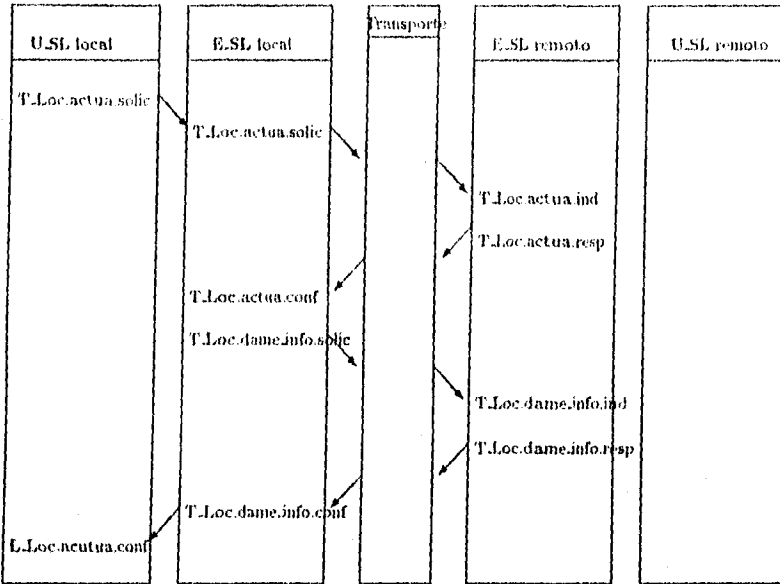 Transporte
U.SL local
E.SL local
E.SL remoto
U.SL remoto
T.Loc.actua.solic
T.Loc.actua.solic
T.Loc.actua.ind
T.Loc.actua.resp
T.Loc.actua.conf
T.Loc.dame.info.solic
T.Loc.dame.info.ind
T.Loc.dame.info.resp
T.Loc.dame.info.conf
L.Loc.acutua.conf